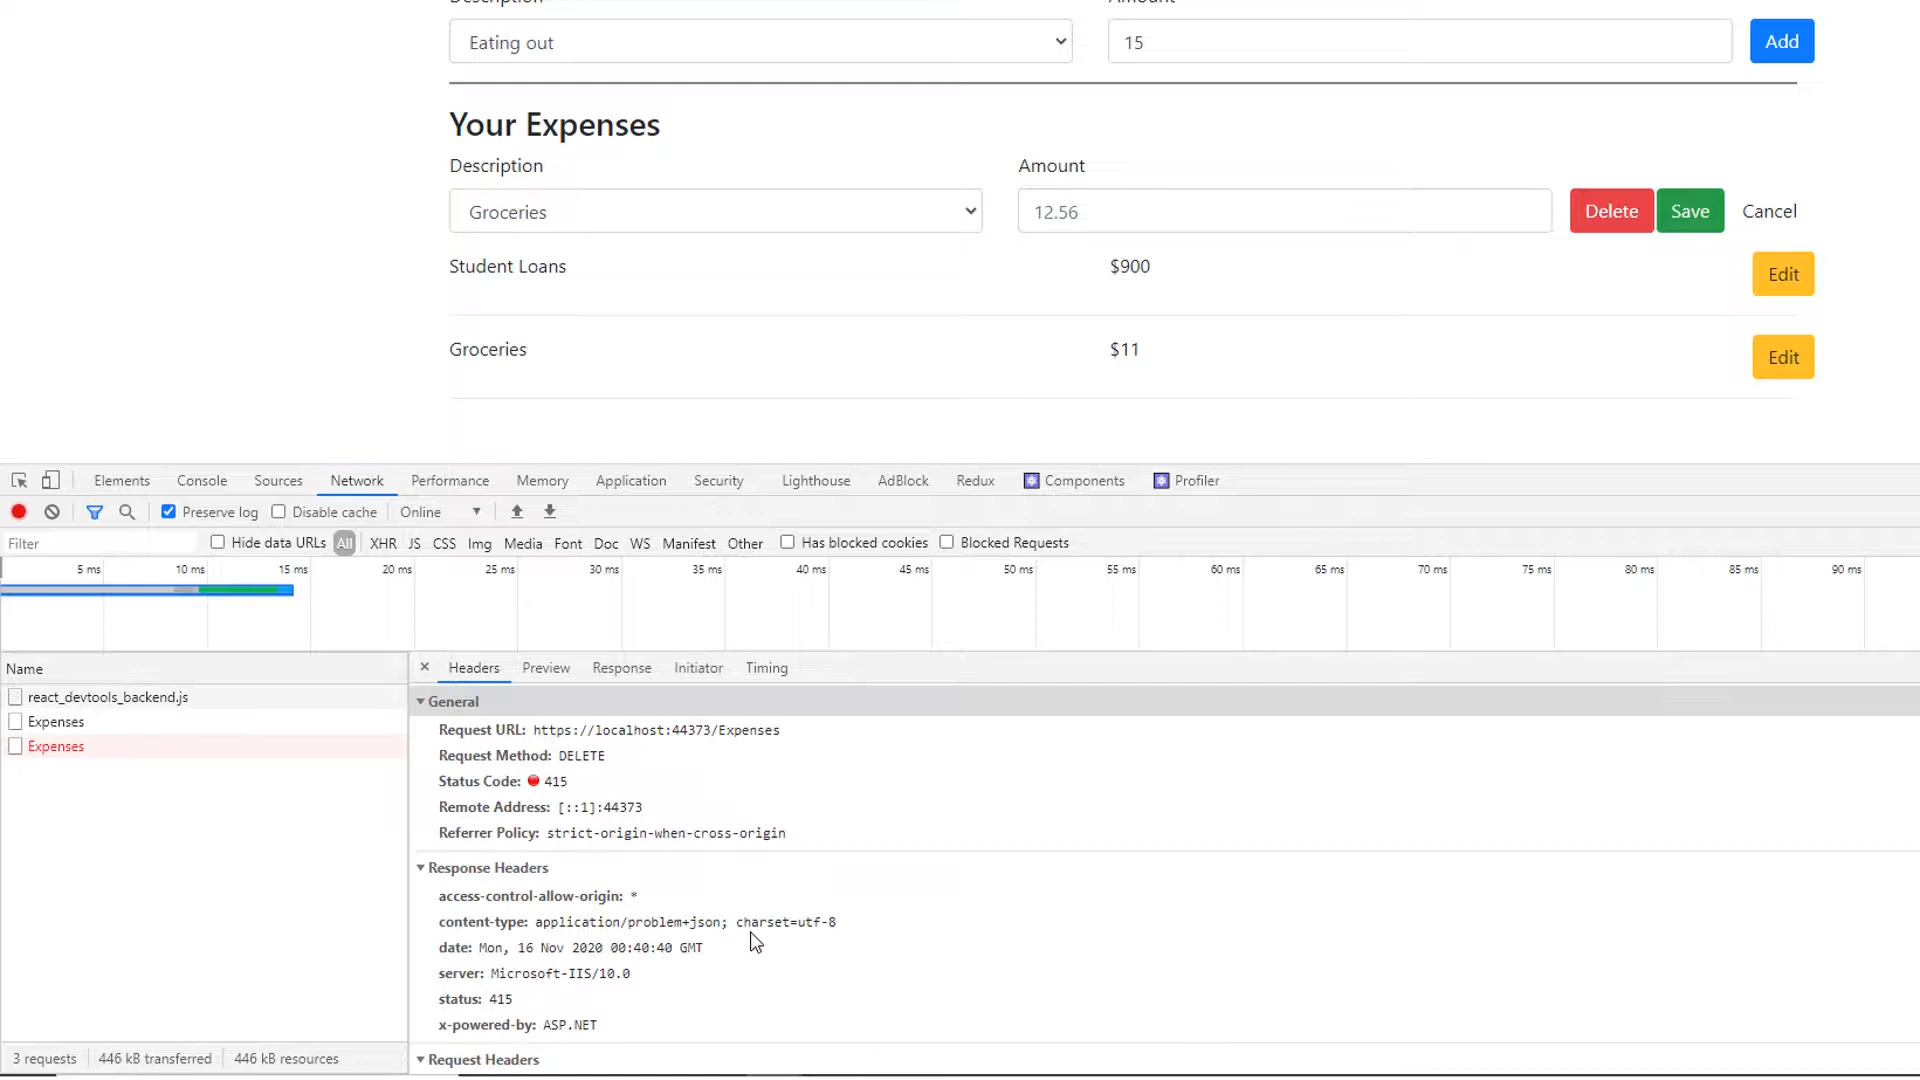 Description Amount
Eating out 15 Add
Your Expenses
Description Amount
Groceries 12.56 Delete Save Cancel
Student Loans $900 Edit
Groceries $11 Edit
Elements Console Sources Network Performance Memory Application Security Lighthouse AdBlock Redux Components Profiler
Preserve log Disable cache Online
Filter Hide data URLs All XHR JS CSS Img Media Font Doc WS Manifest Other Has blocked cookies Blocked Requests
5 ms 10 ms 15 ms 20 ms 25 ms 30 ms 35 ms 40 ms 45 ms 50 ms 55 ms 60 ms 65 ms 70 ms 75 ms 80 ms 85 ms 90 ms
Name
react_devtools_backend.js
Expenses
Expenses
3 requests 446 kB transferred 446 kB resources
Headers Preview Response Initiator Timing
General
Request URL: https://localhost:44373/Expenses
Request Method: DELETE
Status Code: 415
Remote Address: [::1]:44373
Referrer Policy: strict-origin-when-cross-origin
Response Headers
access-control-allow-origin: *
content-type: application/problem+json; charset=utf-8
date: Mon, 16 Nov 2020 00:40:40 GMT
server: Microsoft-IIS/10.0
status: 415
x-powered-by: ASP.NET
Request Headers